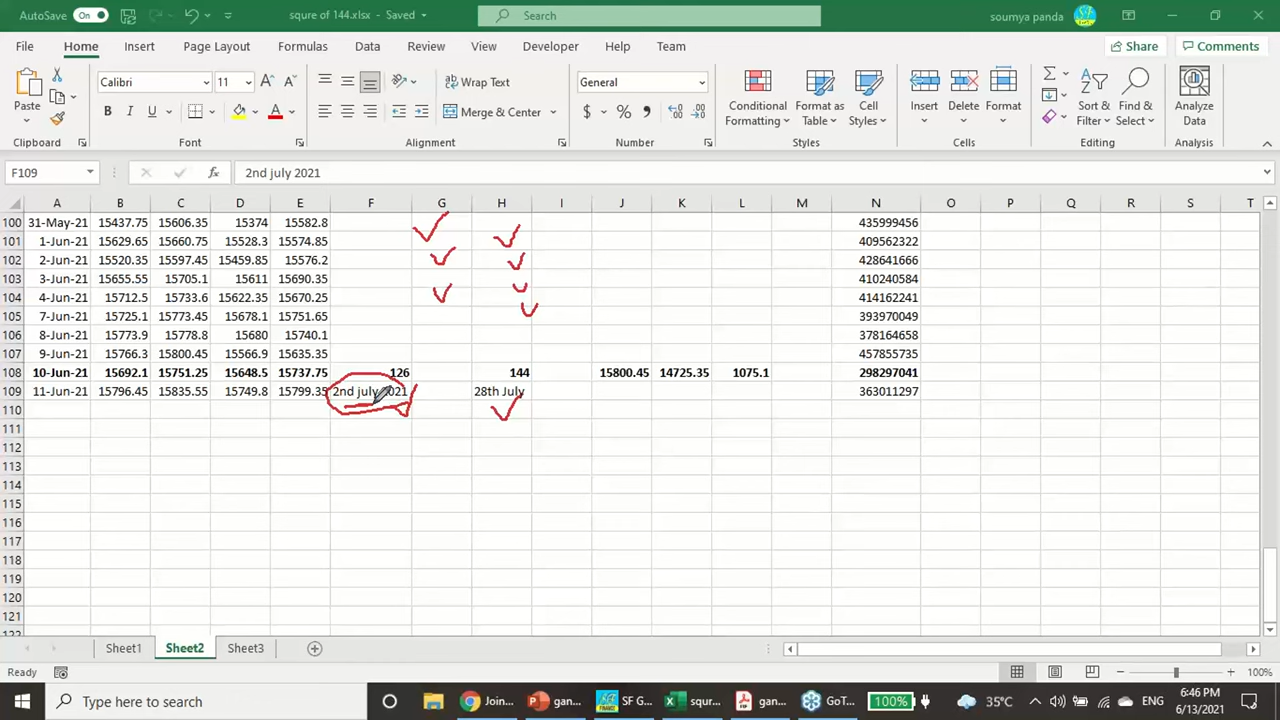 AutoSave On squre of 144.xlsx - Saved Search soumya panda
File Home Insert Page Layout Formulas Data Review View Developer Help Team Share Comments
Calibri 11 Wrap Text General
Paste B I U Merge & Center $ % Conditional Formatting Format as Table Cell Styles Insert Delete Format Sort & Filter Find & Select Analyze Data
Clipboard Font Alignment Number Styles Cells Editing Analysis
F109 fx 2nd july 2021
A B C D E F G H I J K L M N O P Q R S T
100 31-May-21 15437.75 15606.35 15374 15582.8 435999456
101 1-Jun-21 15629.65 15660.75 15528.3 15574.85 409562322
102 2-Jun-21 15520.35 15597.45 15459.85 15576.2 428641666
103 3-Jun-21 15655.55 15705.1 15611 15690.35 410240584
104 4-Jun-21 15712.5 15733.6 15622.35 15670.25 414162241
105 7-Jun-21 15725.1 15773.45 15678.1 15751.65 393970049
106 8-Jun-21 15773.9 15778.8 15680 15740.1 378164658
107 9-Jun-21 15766.3 15800.45 15566.9 15635.35 457855735
108 10-Jun-21 15692.1 15751.25 15648.5 15737.75 126 144 15800.45 14725.35 1075.1 298297041
109 11-Jun-21 15796.45 15835.55 15749.8 15799.35 2nd july 2021 28th July 363011297
110
111
112
113
114
115
116
117
118
119
120
121
122
Sheet1 Sheet2 Sheet3
Ready 100%
Type here to search Join... gan... SF G... squr... gan... GoT... 100% 35°C ENG 6:46 PM
6/13/2021